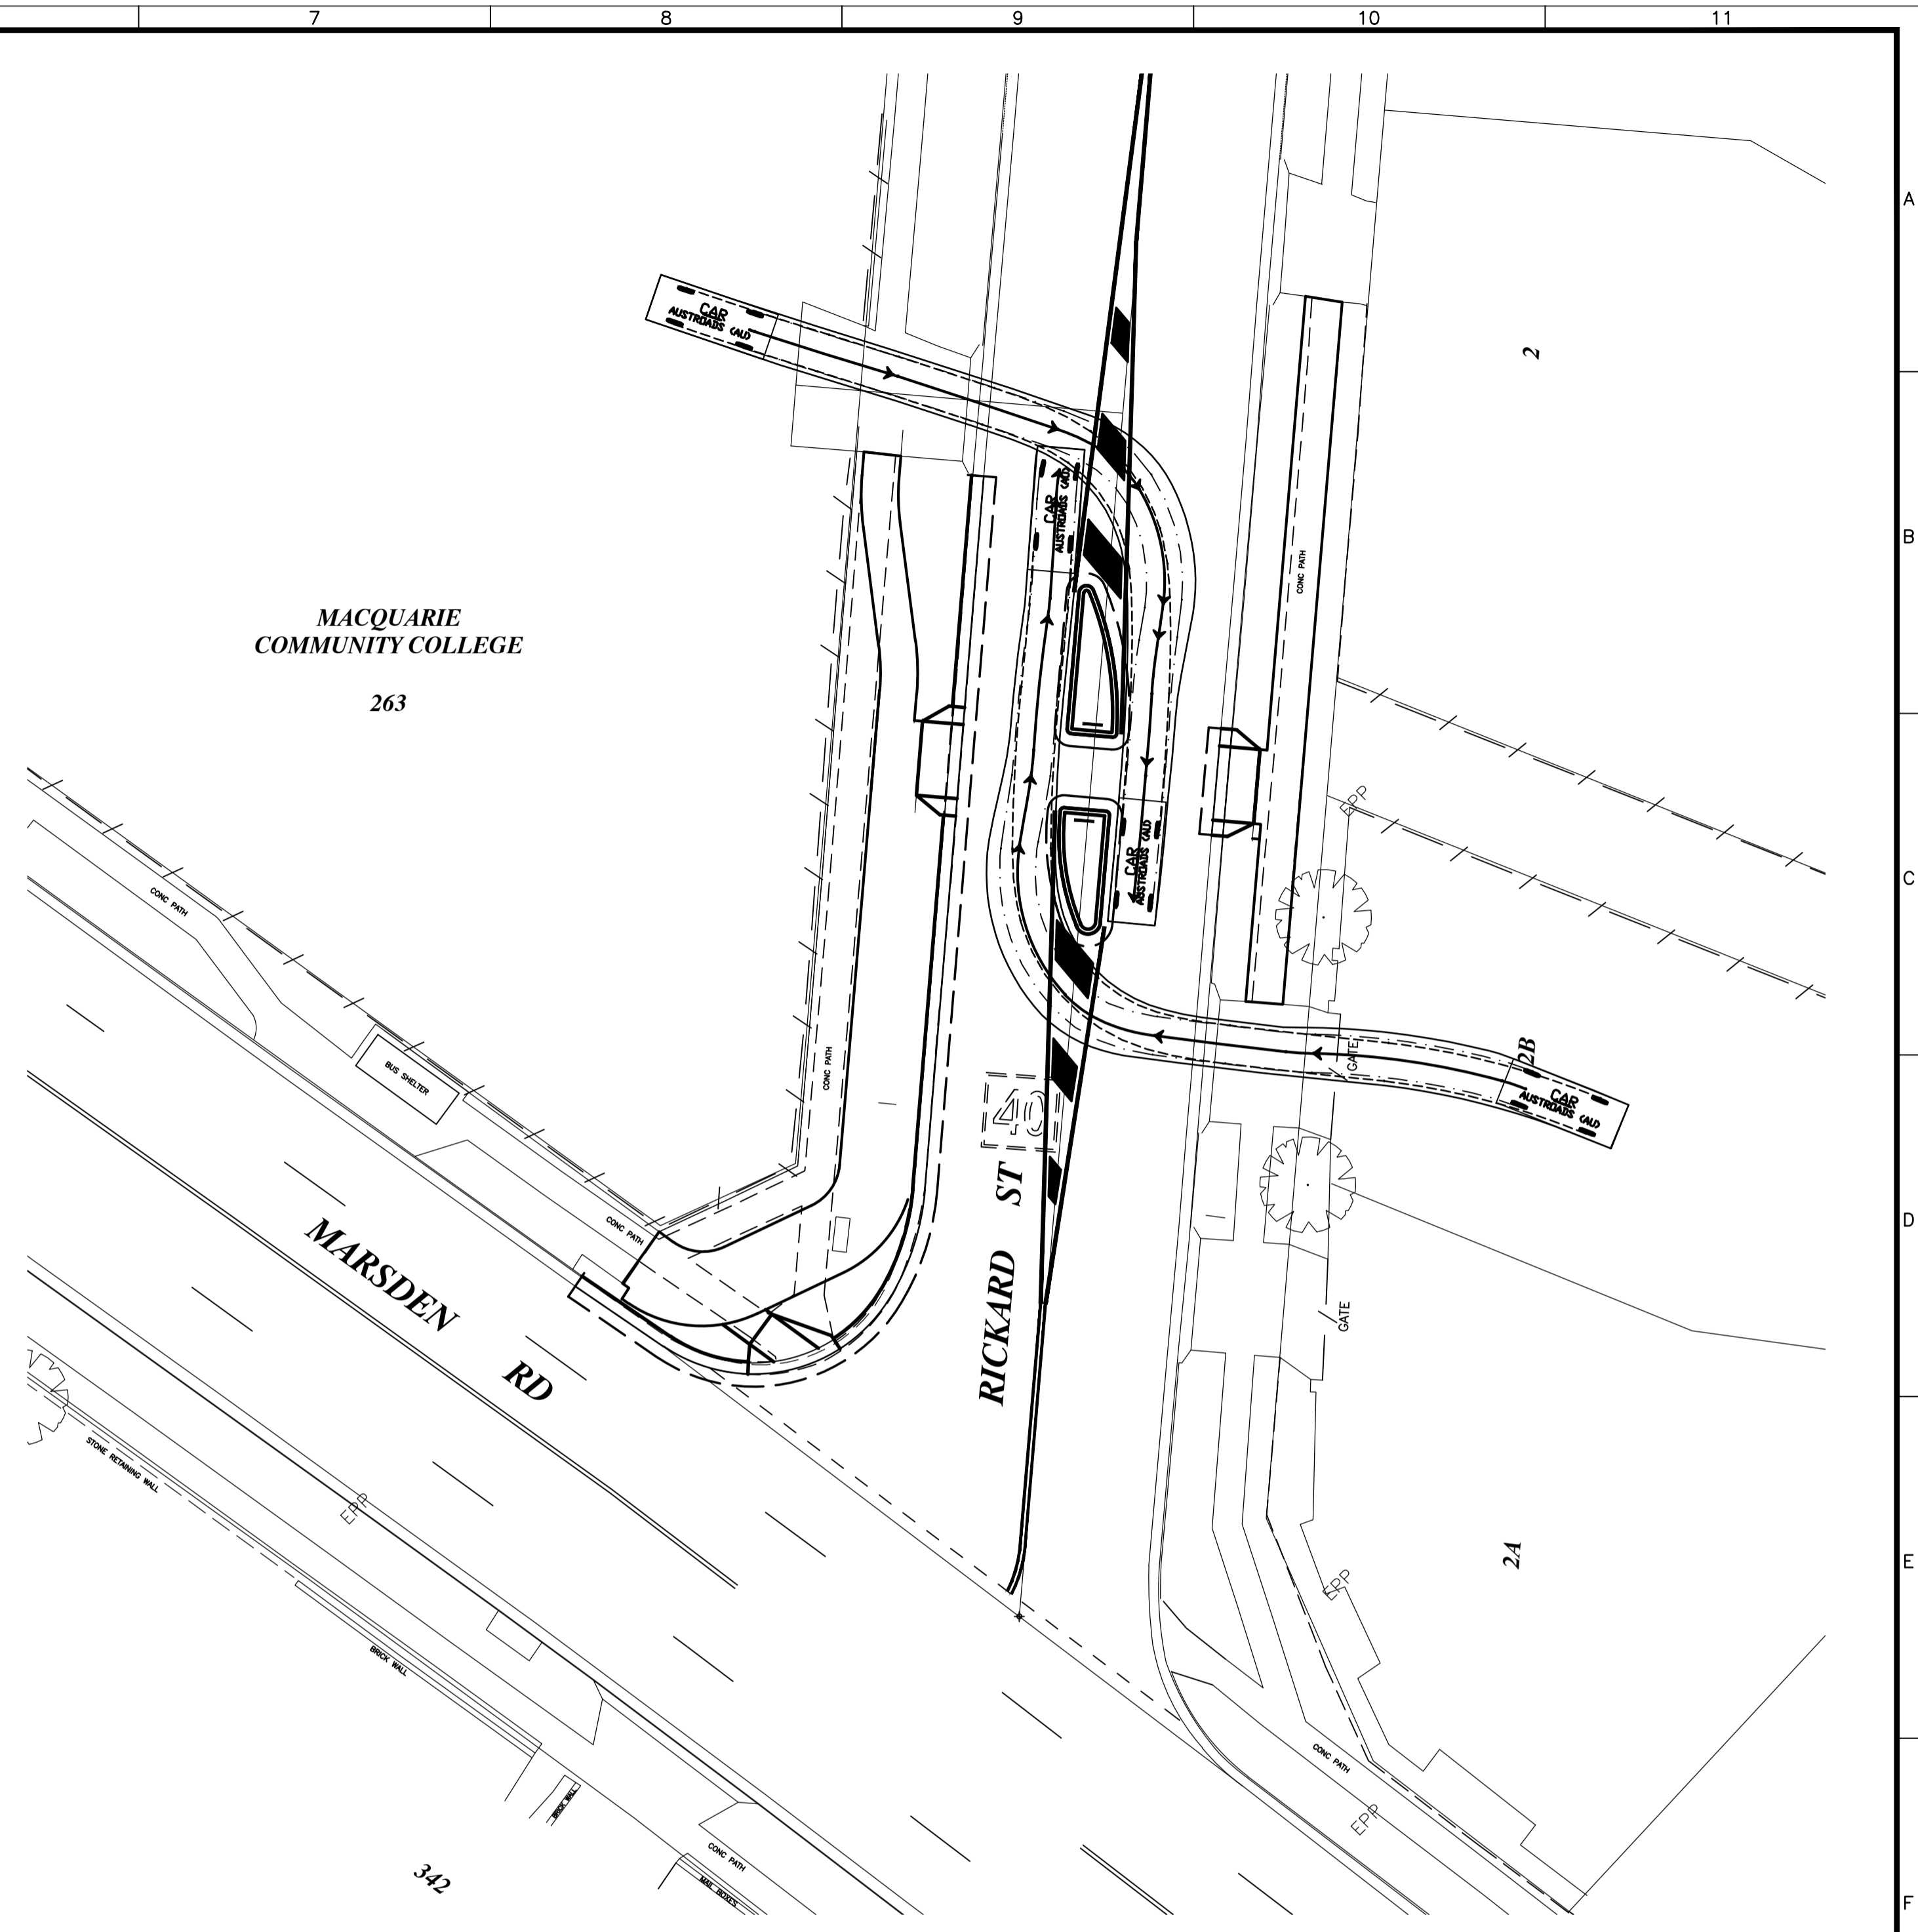 7 8 9 10 11
A
CAR
AUSTROADS (AU)
2
B
CAR
AUSTROADS (AU)
CONC PATH
MACQUARIE
COMMUNITY COLLEGE
263
EPP
CAR
AUSTROADS (AU)
C
CONC PATH
BUS SHELTER
CONC PATH
GATE
2B
CAR
AUSTROADS (AU)
40
CONC PATH
D
MARSDEN
RD
RICKARD ST
GATE
STONE RETAINING WALL
EPP
2A
E
EPP
BRICK WALL
CONC PATH
BRICK WALL
EPP
342
CONC PATH
MAIL BOXES
F